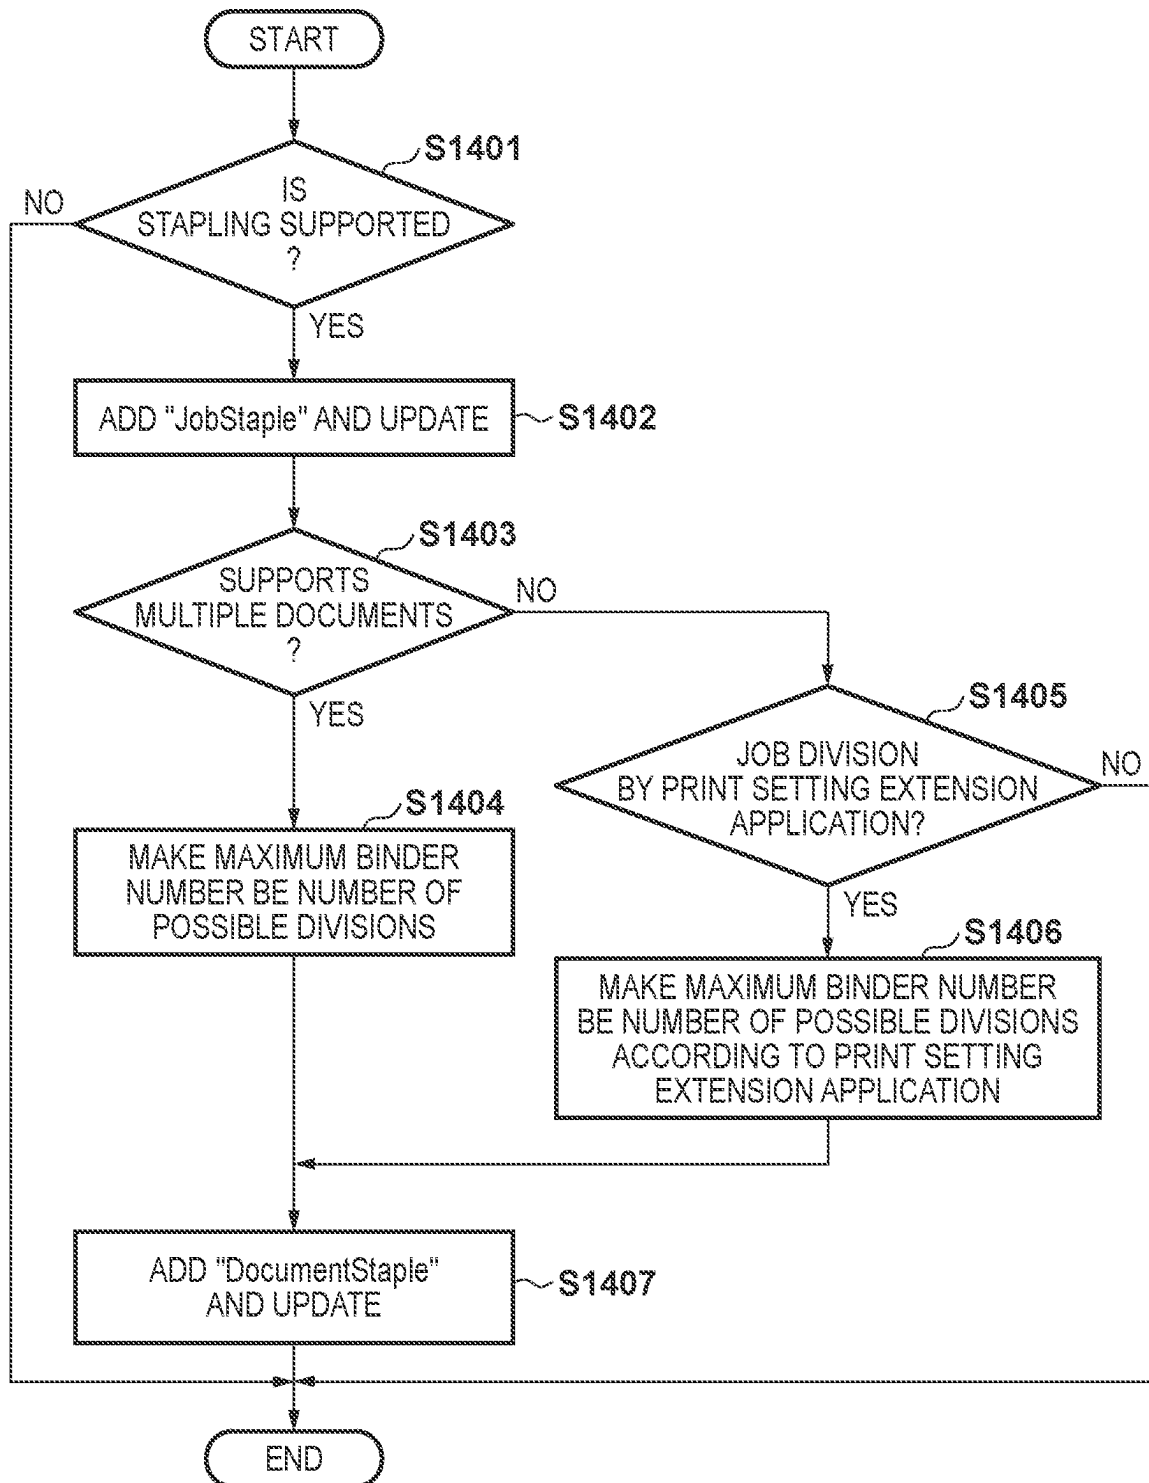 START
S1401
NO
IS
STAPLING SUPPORTED
?
YES
ADD "JobStaple" AND UPDATE
S1402
S1403
SUPPORTS
MULTIPLE DOCUMENTS
?
NO
YES
S1405
JOB DIVISION
BY PRINT SETTING EXTENSION
APPLICATION?
NO
YES
S1404
MAKE MAXIMUM BINDER
NUMBER BE NUMBER OF
POSSIBLE DIVISIONS
S1406
MAKE MAXIMUM BINDER NUMBER
BE NUMBER OF POSSIBLE DIVISIONS
ACCORDING TO PRINT SETTING
EXTENSION APPLICATION
ADD "DocumentStaple"
AND UPDATE
S1407
END